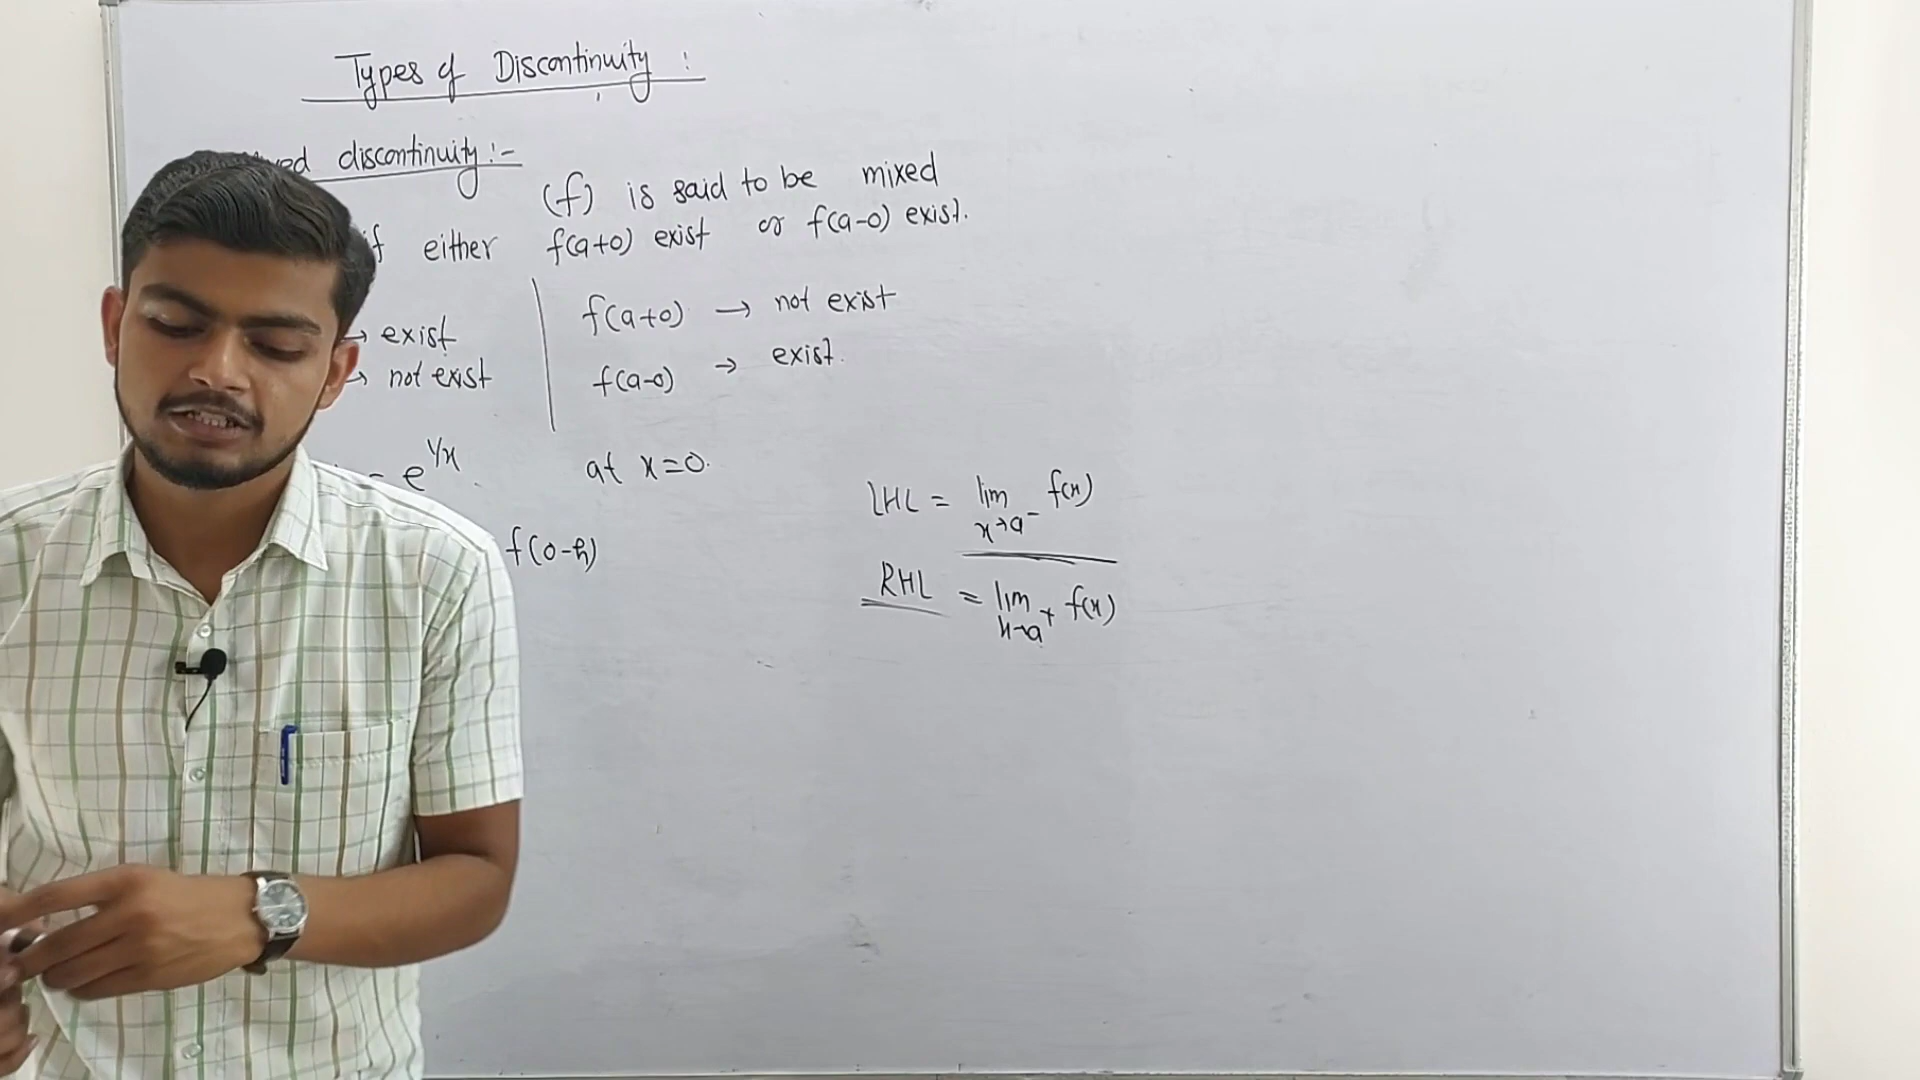 Types of Discontinuity :
discontinuity :-
(f) is said to be mixed
if either f(a+0) exist or f(a-0) exist.
→ exist
→ not exist
f(a+0) → not exist
f(a-0) → exist.
= e^1/x. at x=0.
f(0-h)
LHL = lim x→a⁻ f(x)
RHL = lim x→a⁺ f(x)